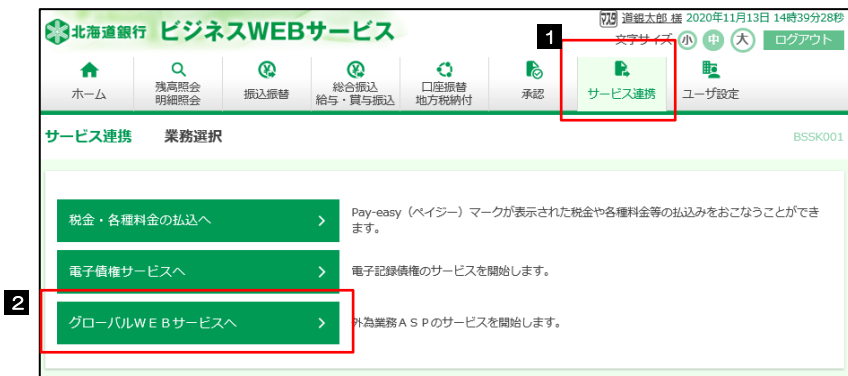 北海道銀行 ビジネスWEBサービス
道銀太郎 様 2020年11月13日 14時39分28秒
1
文字サイズ 小 中 大 ログアウト
ホーム
残高照会
明細照会
振込振替
総合振込
給与・賞与振込
口座振替
地方税納付
承認
サービス連携
ユーザ設定
サービス連携 業務選択 BSSK001
税金・各種料金の払込へ
Pay-easy（ペイジー）マークが表示された税金や各種料金等の払込みをおこなうことができ
ます。
電子債権サービスへ
電子記録債権のサービスを開始します。
2
グローバルWEBサービスへ
外為業務ASPのサービスを開始します。